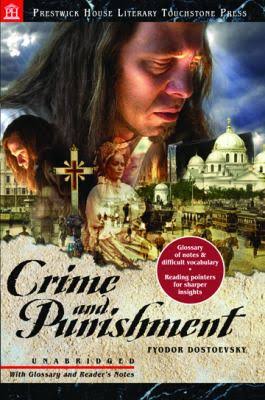 PRESTWICK HOUSE LITERARY TOUCHSTONE PRESS
Glossary
of notes &
difficult vocabulary
•
Reading pointers
for sharper
insights
Crime
and
Punishment
FYODOR DOSTOEVSKY
UNABRIDGED
With Glossary and Reader's Notes